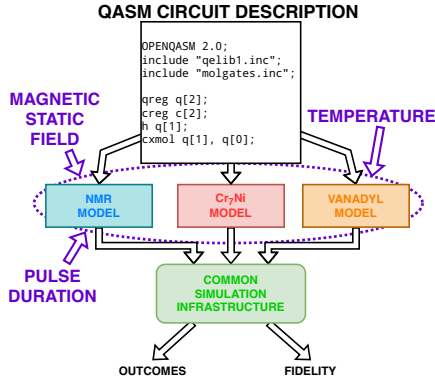 QASM CIRCUIT DESCRIPTION
OPENQASM 2.0;
include "qelib1.inc";
include "molgates.inc";
qreg q[2];
creg c[2];
h q[1];
cxmol q[1], q[0];
MAGNETIC
STATIC
FIELD
TEMPERATURE
NMR
MODEL
Cr₇Ni
MODEL
VANADYL
MODEL
PULSE
DURATION
COMMON
SIMULATION
INFRASTRUCTURE
OUTCOMES
FIDELITY